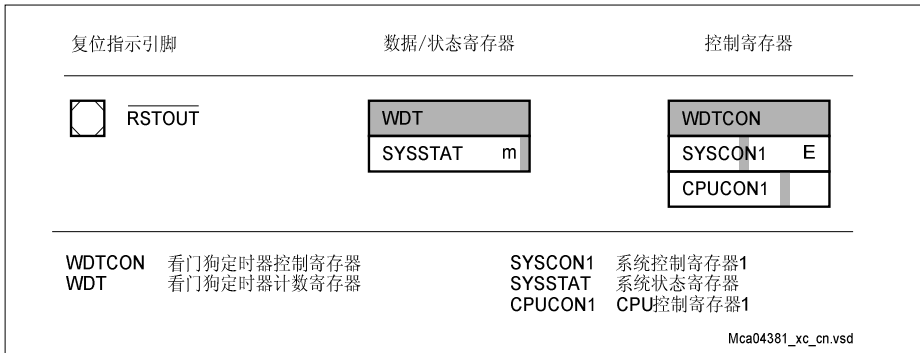 复位指示引脚 数据/状态寄存器 控制寄存器
RSTOUT WDT WDTCON
SYSSTAT m SYSCON1 E
CPUCON1
WDTCON 看门狗定时器控制寄存器 SYSCON1 系统控制寄存器1
WDT 看门狗定时器计数寄存器 SYSSTAT 系统状态寄存器
CPUCON1 CPU控制寄存器1
Mca04381_xc_cn.vsd